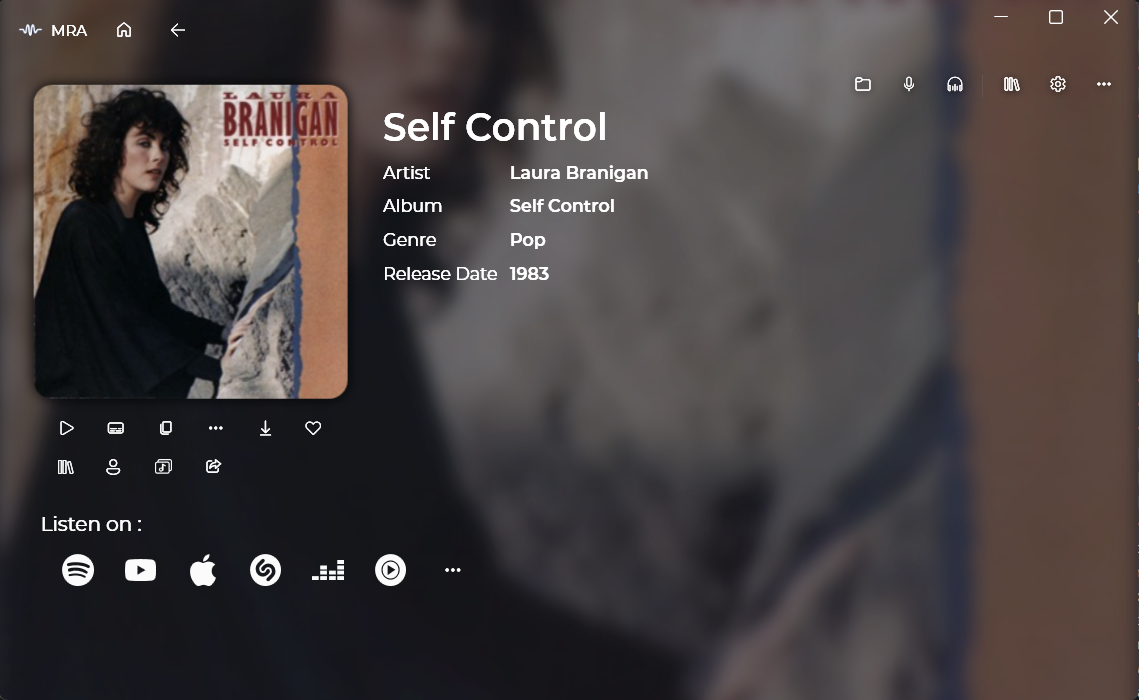 MRA
LAURA
BRANIGAN
SELF CONTROL
Self Control
Artist Laura Branigan
Album Self Control
Genre Pop
Release Date 1983
Listen on :